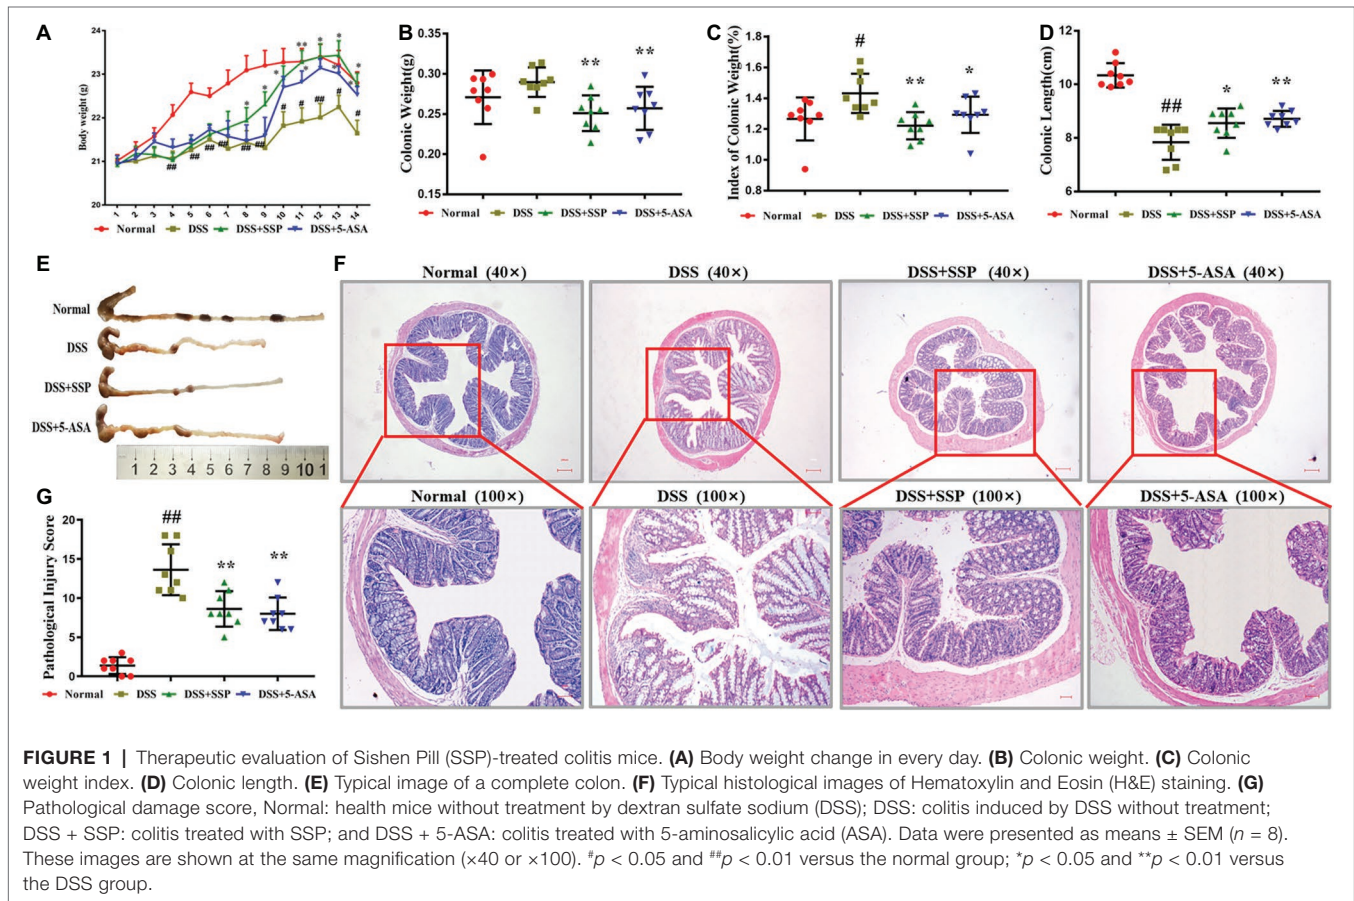 A
Body weight (g)
24
23
22
21
20
1 2 3 4 5 6 7 8 9 10 11 12 13 14
** * * * * * *
## ## ## ## ## ## # # ## # #
Normal DSS DSS+SSP DSS+5-ASA
B
Colonic Weight(g)
0.35
0.30
0.25
0.20
0.15
** **
Normal DSS DSS+SSP DSS+5-ASA
C
Index of Colonic Weight(%)
1.8
1.6
1.4
1.2
1.0
0.8
# ** *
Normal DSS DSS+SSP DSS+5-ASA
D
Colonic Length(cm)
12
10
8
6
## * **
Normal DSS DSS+SSP DSS+5-ASA
E
Normal
DSS
DSS+SSP
DSS+5-ASA
1 2 3 4 5 6 7 8 9 10 1
F
Normal (40×) DSS (40×) DSS+SSP (40×) DSS+5-ASA (40×)
Normal (100×) DSS (100×) DSS+SSP (100×) DSS+5-ASA (100×)
G
Pathological Injury Score
20
15
10
5
0
## ** **
Normal DSS DSS+SSP DSS+5-ASA
FIGURE 1 | Therapeutic evaluation of Sishen Pill (SSP)-treated colitis mice. (A) Body weight change in every day. (B) Colonic weight. (C) Colonic
weight index. (D) Colonic length. (E) Typical image of a complete colon. (F) Typical histological images of Hematoxylin and Eosin (H&E) staining. (G)
Pathological damage score, Normal: health mice without treatment by dextran sulfate sodium (DSS); DSS: colitis induced by DSS without treatment;
DSS + SSP: colitis treated with SSP; and DSS + 5-ASA: colitis treated with 5-aminosalicylic acid (ASA). Data were presented as means ± SEM (n = 8).
These images are shown at the same magnification (×40 or ×100). #p < 0.05 and ##p < 0.01 versus the normal group; *p < 0.05 and **p < 0.01 versus
the DSS group.